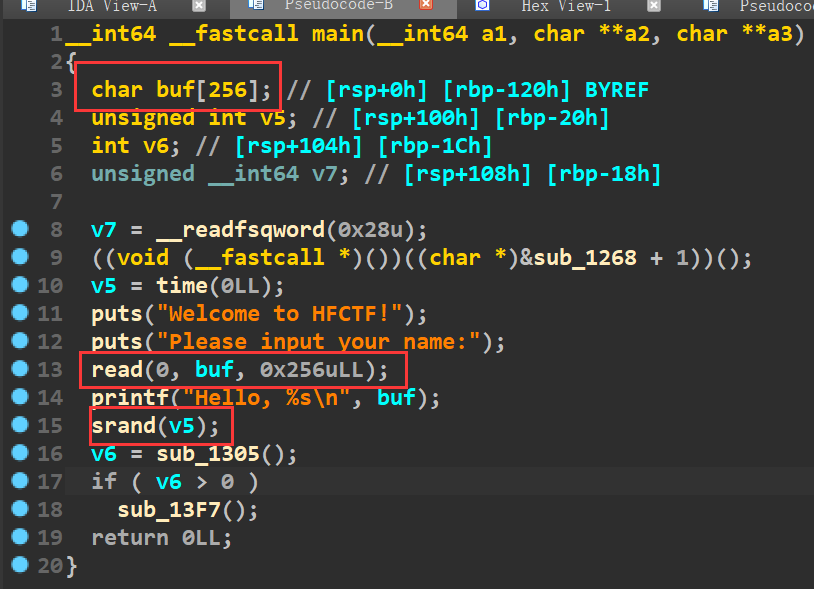 IDA View-A Pseudocode-B Hex View-1 Pseudoco
1 __int64 __fastcall main(__int64 a1, char **a2, char **a3)
2 {
3 char buf[256]; // [rsp+0h] [rbp-120h] BYREF
4 unsigned int v5; // [rsp+100h] [rbp-20h]
5 int v6; // [rsp+104h] [rbp-1Ch]
6 unsigned __int64 v7; // [rsp+108h] [rbp-18h]
7
8 v7 = __readfsqword(0x28u);
9 ((void (__fastcall *)())((char *)&sub_1268 + 1))();
10 v5 = time(0LL);
11 puts("Welcome to HFCTF!");
12 puts("Please input your name:");
13 read(0, buf, 0x256uLL);
14 printf("Hello, %s\n", buf);
15 srand(v5);
16 v6 = sub_1305();
17 if ( v6 > 0 )
18 sub_13F7();
19 return 0LL;
20 }